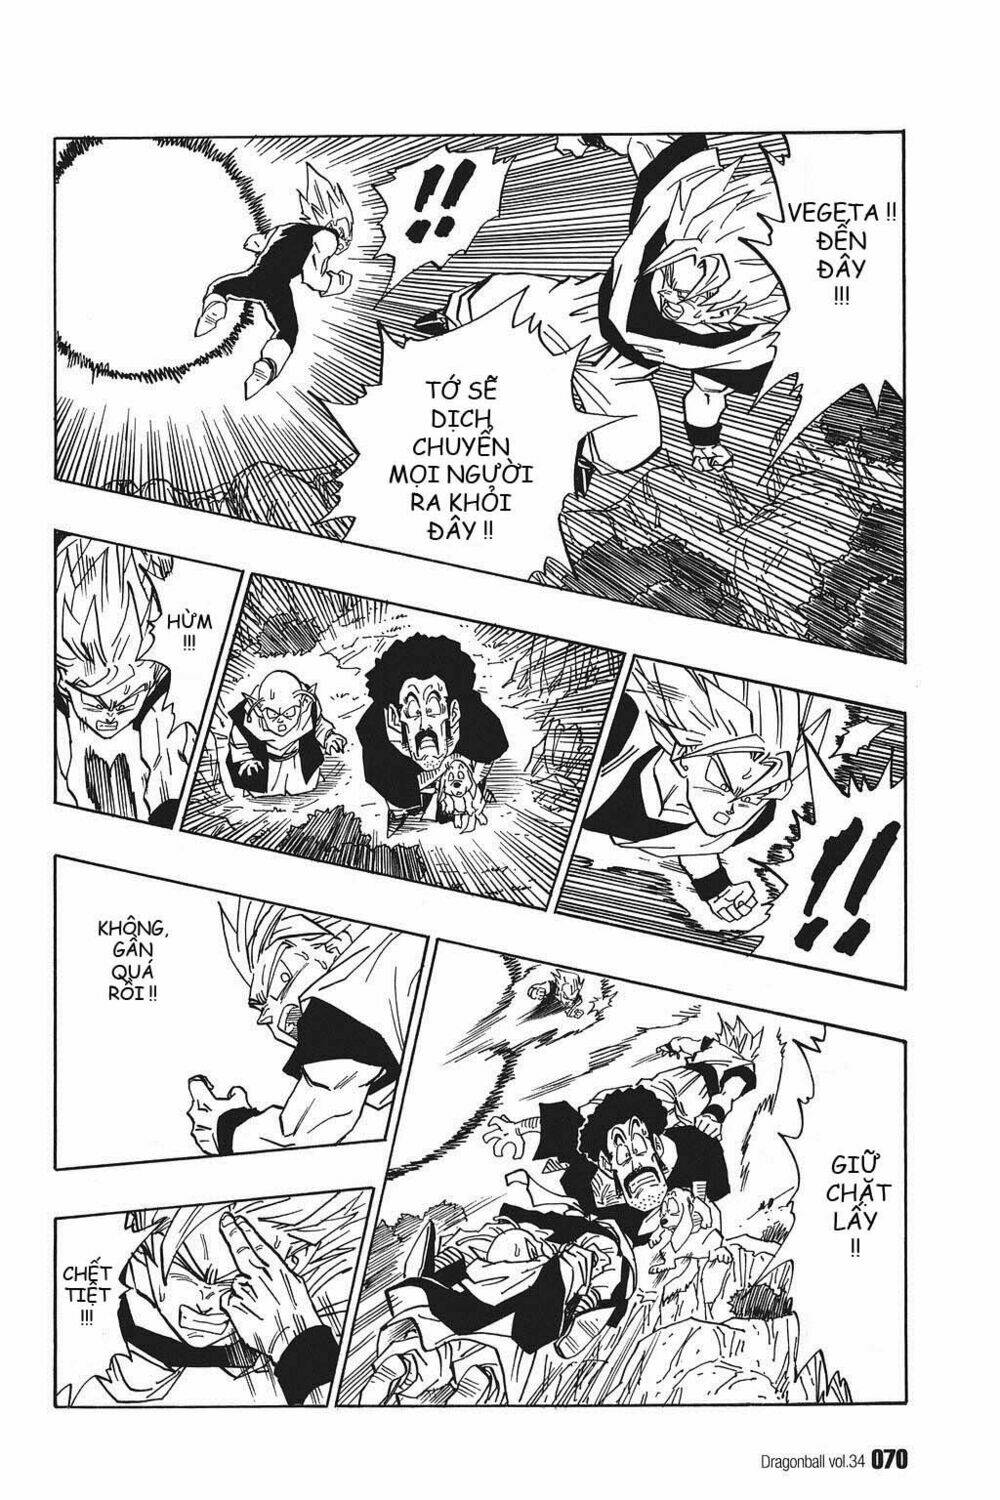 VEGETA !!
ĐẾN
ĐÂY
!!!
!!
TỚ SẼ
DỊCH
CHUYỂN
MỌI NGƯỜI
RA KHỎI
ĐÂY !!
HỪM
!!!
!!
KHÔNG,
GẦN
QUÁ
RỒI !!
GIỮ
CHẶT
LẤY
!!
CHẾT
TIỆT
!!!
Dragonball vol.34 070